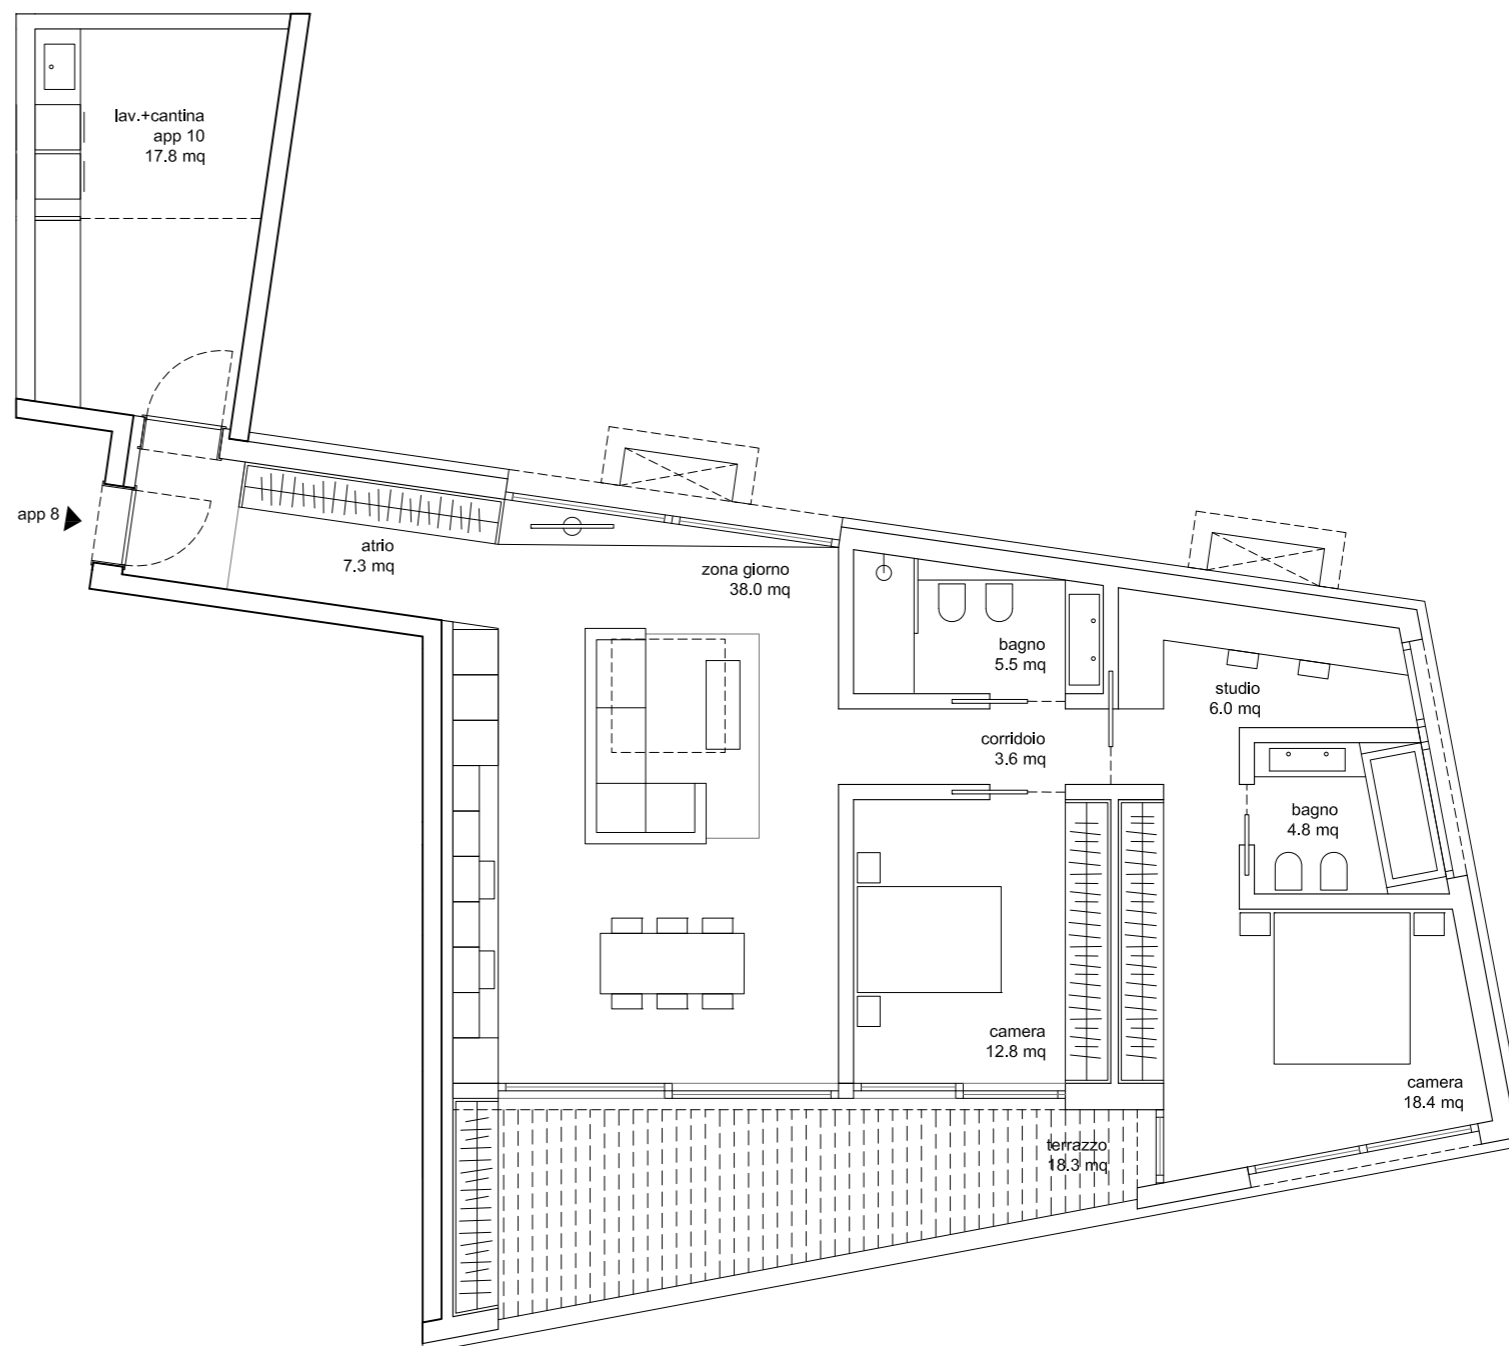 lav.+cantina
app 10
17.8 mq
app 8
atrio
7.3 mq
zona giorno
38.0 mq
bagno
5.5 mq
studio
6.0 mq
corridoio
3.6 mq
bagno
4.8 mq
camera
12.8 mq
camera
18.4 mq
terrazzo
18.3 mq